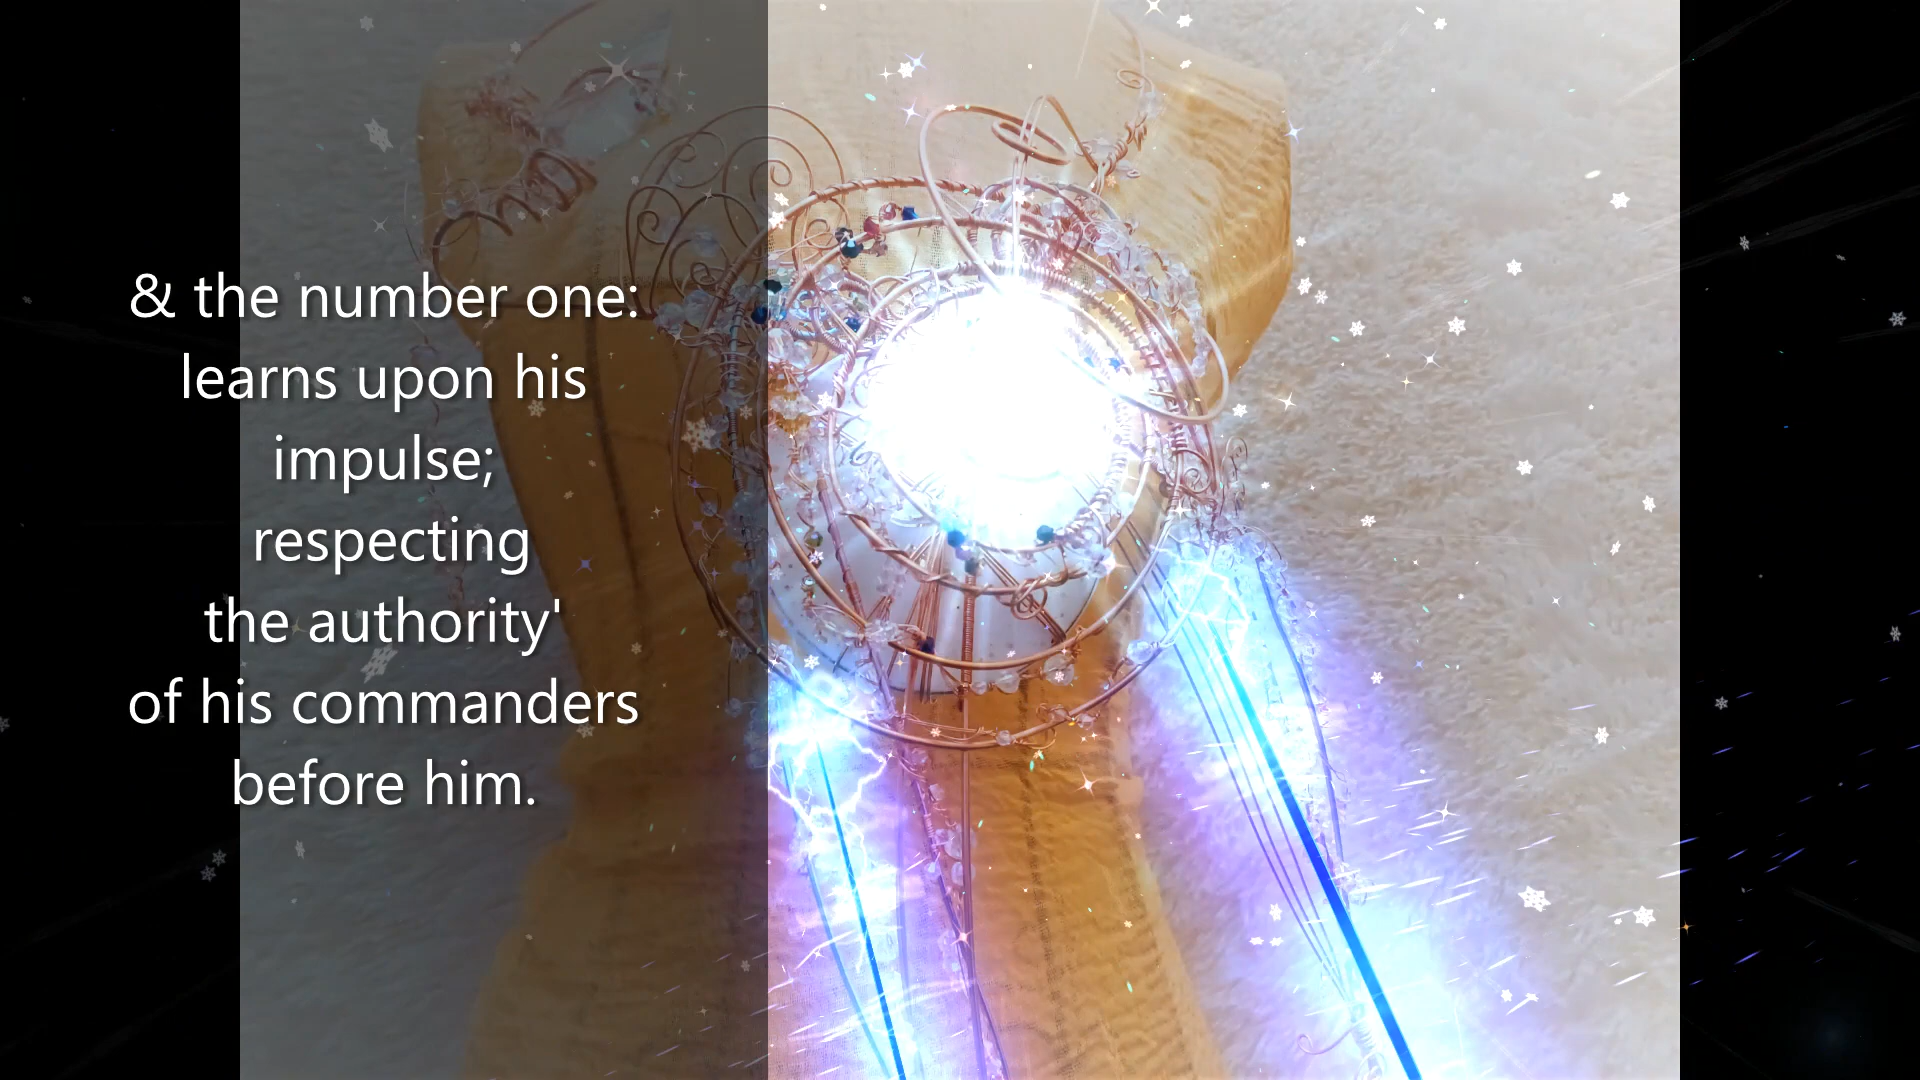 & the number one:
learns upon his
impulse;
respecting
the authority'
of his commanders
before him.